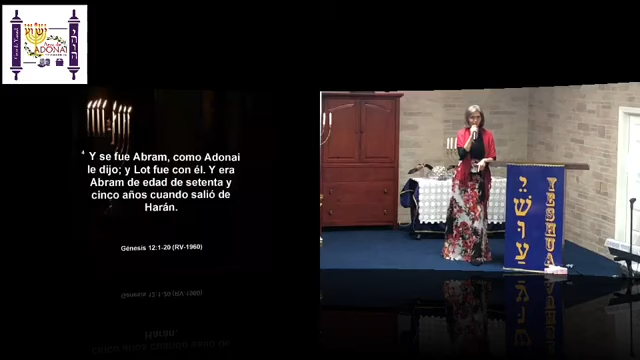 ADONAI
⁴ Y se fue Abram, como Adonai
le dijo; y Lot fue con él. Y era
Abram de edad de setenta y
cinco años cuando salió de
Harán.
Génesis 12:1-20 (RV-1960)
יֵשׁוּעַ
YESHUA